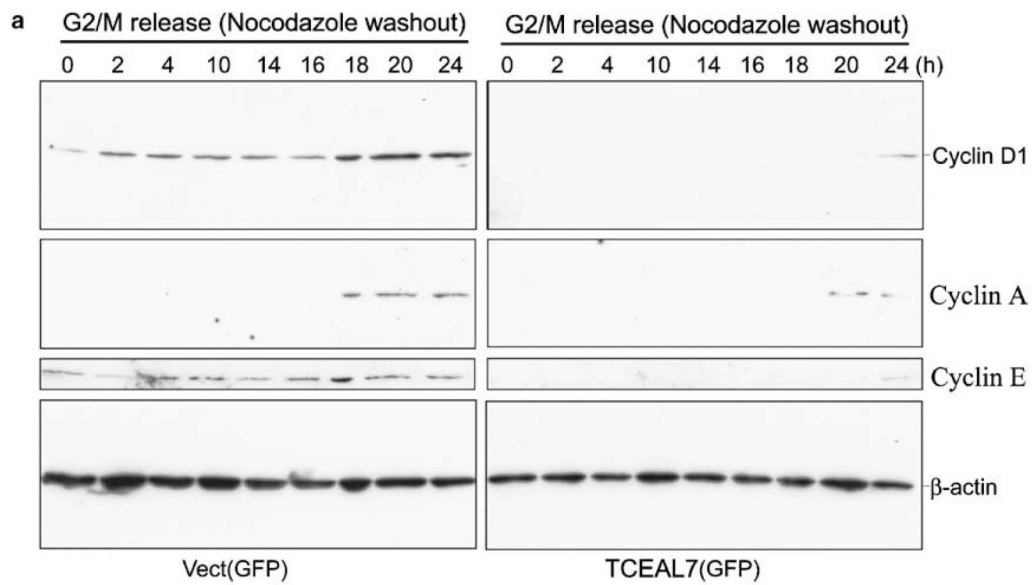 a
G2/M release (Nocodazole washout) G2/M release (Nocodazole washout)
0 2 4 10 14 16 18 20 24 0 2 4 10 14 16 18 20 24 (h)
Cyclin D1
Cyclin A
Cyclin E
β-actin
Vect(GFP) TCEAL7(GFP)